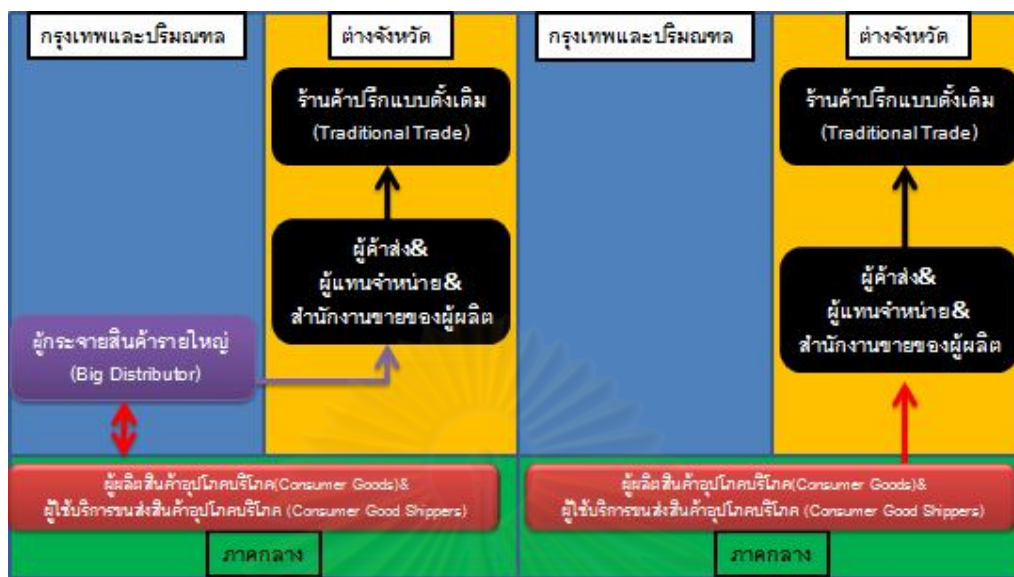 กรุงเทพและปริมณฑล
ต่างจังหวัด
ร้านค้าปรีกแบบดั้งเดิม
(Traditional Trade)
ผู้ค้าส่ง&
ผู้แทนจำหน่าย&
สำนักงานขายของผู้ผลิต
ผู้กระจายสินค้ารายใหญ่
(Big Distributor)
ผู้ผลิตสินค้าอุปโภคบริโภค(Consumer Goods)&
ผู้ใช้บริการขนส่งสินค้าอุปโภคบริโภค (Consumer Good Shippers)
ภาคกลาง
กรุงเทพและปริมณฑล
ต่างจังหวัด
ร้านค้าปรีกแบบดั้งเดิม
(Traditional Trade)
ผู้ค้าส่ง&
ผู้แทนจำหน่าย&
สำนักงานขายของผู้ผลิต
ผู้ผลิตสินค้าอุปโภคบริโภค(Consumer Goods)&
ผู้ใช้บริการขนส่งสินค้าอุปโภคบริโภค (Consumer Good Shippers)
ภาคกลาง